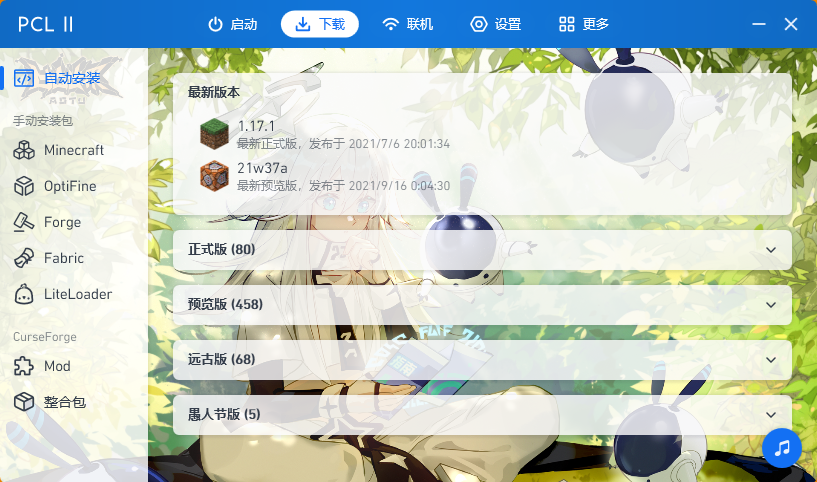 PCL II
启动
下载
联机
设置
更多
自动安装
AOTU
手动安装包
Minecraft
OptiFine
Forge
Fabric
LiteLoader
CurseForge
Mod
整合包
最新版本
1.17.1
最新正式版，发布于 2021/7/6 20:01:34
21w37a
最新预览版，发布于 2021/9/16 0:04:30
正式版 (80)
预览版 (458)
远古版 (68)
愚人节版 (5)